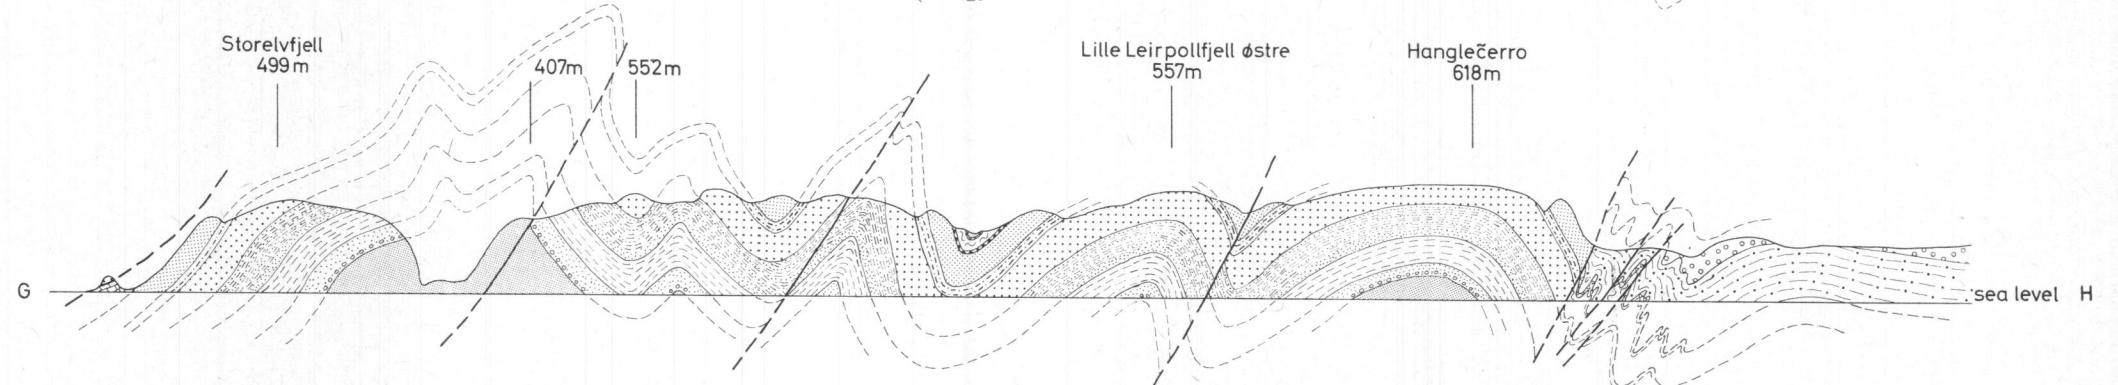 Storelvfjell
499m
407m
552m
Lille Leirpollfjell østre
557m
Hanglečerro
618m
G
sea level H